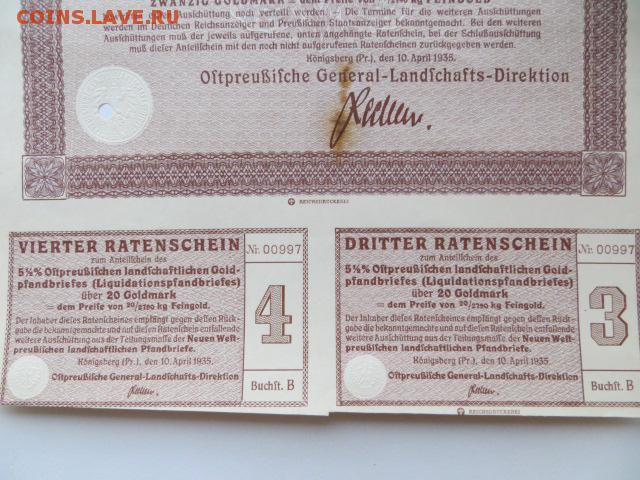 COINS.LAVE.RU
ZWANZIG GOLDMARK = dem Preise von 20/2790 kg FEINGOLD
Ausschüttung noch verteilt werden. — Die Termine für die weiteren Ausschüttungen
werden im Deutschen Reichsanzeiger und Preußischen Staatsanzeiger bekanntgemacht. Bei den weiteren
Ausschüttungen muß der jeweils aufgerufene, unten angehängte Ratenschein, bei der Schlußausschüttung
muß dieser Anteilschein mit den noch nicht aufgerufenen Ratenscheinen zurückgegeben werden.
Königsberg (Pr.), den 10. April 1935.
Ostpreußische General-Landschafts-Direktion
REICHSDRUCKEREI
VIERTER RATENSCHEIN
zum Anteilschein des
5½% Ostpreußischen landschaftlichen Gold-
pfandbriefes (Liquidationspfandbriefes)
über 20 Goldmark
= dem Preise von 20/2790 kg Feingold.
Der Inhaber dieses Ratenscheines empfängt gegen dessen Rück-
gabe die bekanntgemachte und auf diesen Ratenschein entfallende
weitere Ausschüttung aus der Teilungsmasse der Neuen West-
preußischen landschaftlichen Pfandbriefe.
Königsberg (Pr.), den 10. April 1935.
Ostpreußische General-Landschafts-Direktion
Nr. 00997
4
Buchst. B
DRITTER RATENSCHEIN
zum Anteilschein des
5½% Ostpreußischen landschaftlichen Gold-
pfandbriefes (Liquidationspfandbriefes)
über 20 Goldmark
= dem Preise von 20/2790 kg Feingold.
Der Inhaber dieses Ratenscheines empfängt gegen dessen Rück-
gabe die bekanntgemachte und auf diesen Ratenschein entfallende
weitere Ausschüttung aus der Teilungsmasse der Neuen West-
preußischen landschaftlichen Pfandbriefe.
Königsberg (Pr.), den 10. April 1935.
Ostpreußische General-Landschafts-Direktion
Nr. 00997
3
Buchst. B
REICHSDRUCKEREI